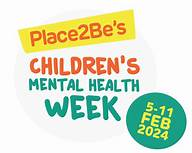 Place2Be's
CHILDREN'S
MENTAL HEALTH
WEEK
5-11
FEB
2024